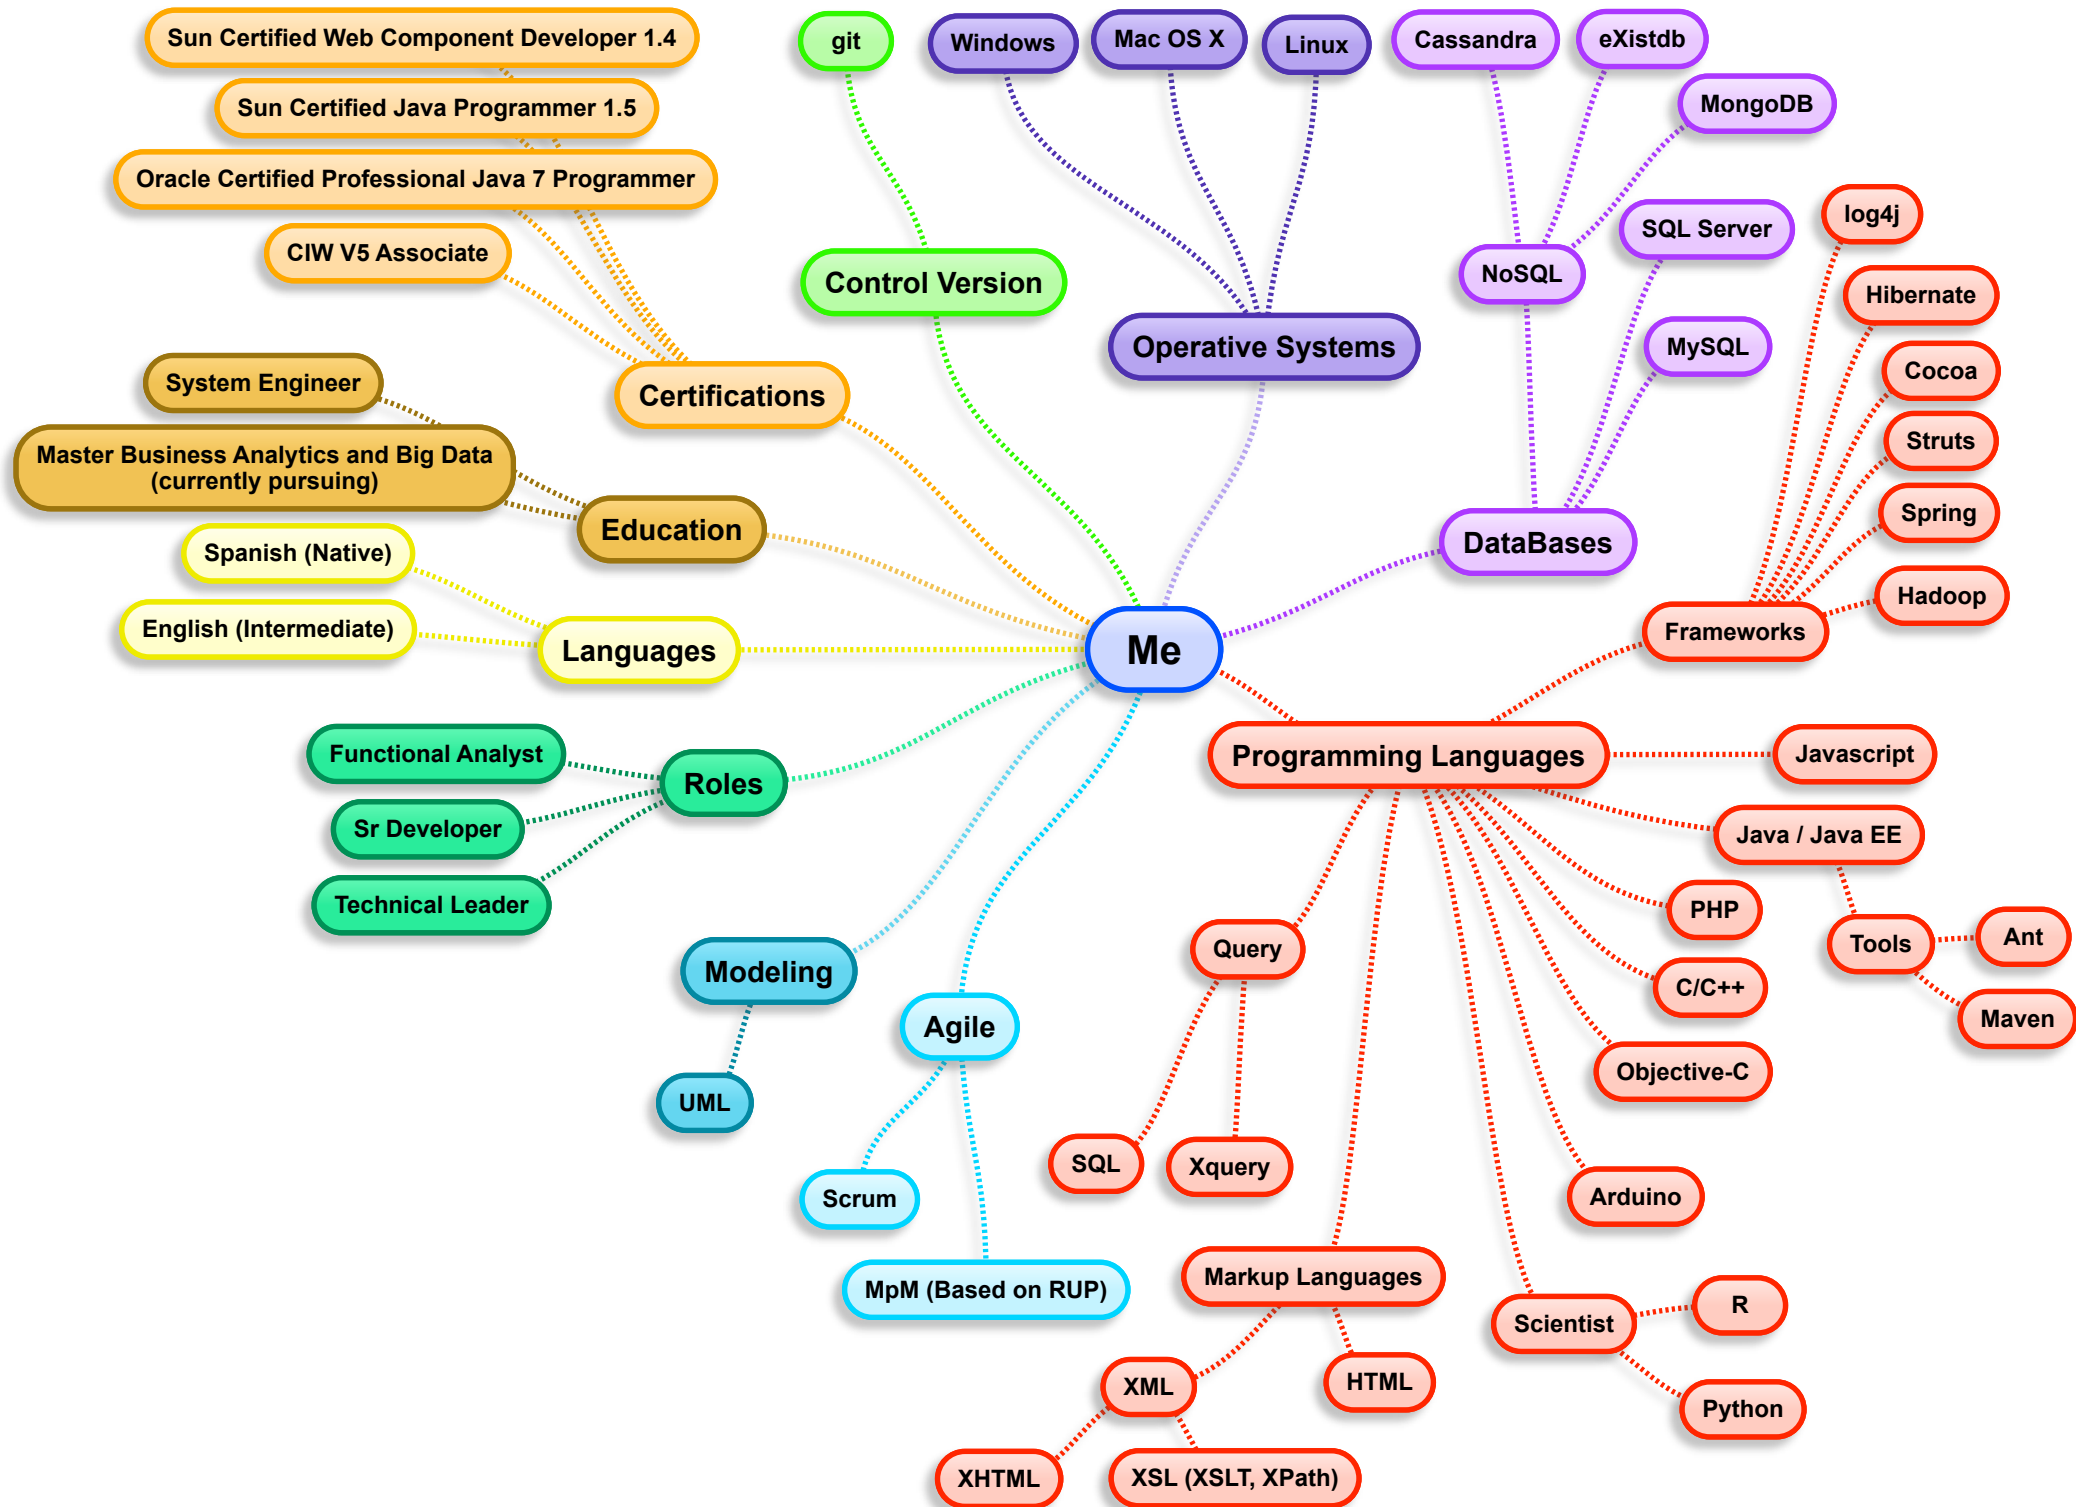 Sun Certified Web Component Developer 1.4
Sun Certified Java Programmer 1.5
Oracle Certified Professional Java 7 Programmer
CIW V5 Associate
Certifications
System Engineer
Master Business Analytics and Big Data
(currently pursuing)
Education
Spanish (Native)
English (Intermediate)
Languages
Functional Analyst
Sr Developer
Technical Leader
Roles
Modeling
UML
Agile
Scrum
MpM (Based on RUP)
git
Control Version
Windows
Mac OS X
Linux
Operative Systems
Me
Cassandra
eXistdb
MongoDB
NoSQL
SQL Server
MySQL
DataBases
log4j
Hibernate
Cocoa
Struts
Spring
Hadoop
Frameworks
Programming Languages
Javascript
Java / Java EE
Tools
Ant
Maven
PHP
C/C++
Objective-C
Arduino
Query
SQL
Xquery
Markup Languages
XML
HTML
XHTML
XSL (XSLT, XPath)
Scientist
R
Python